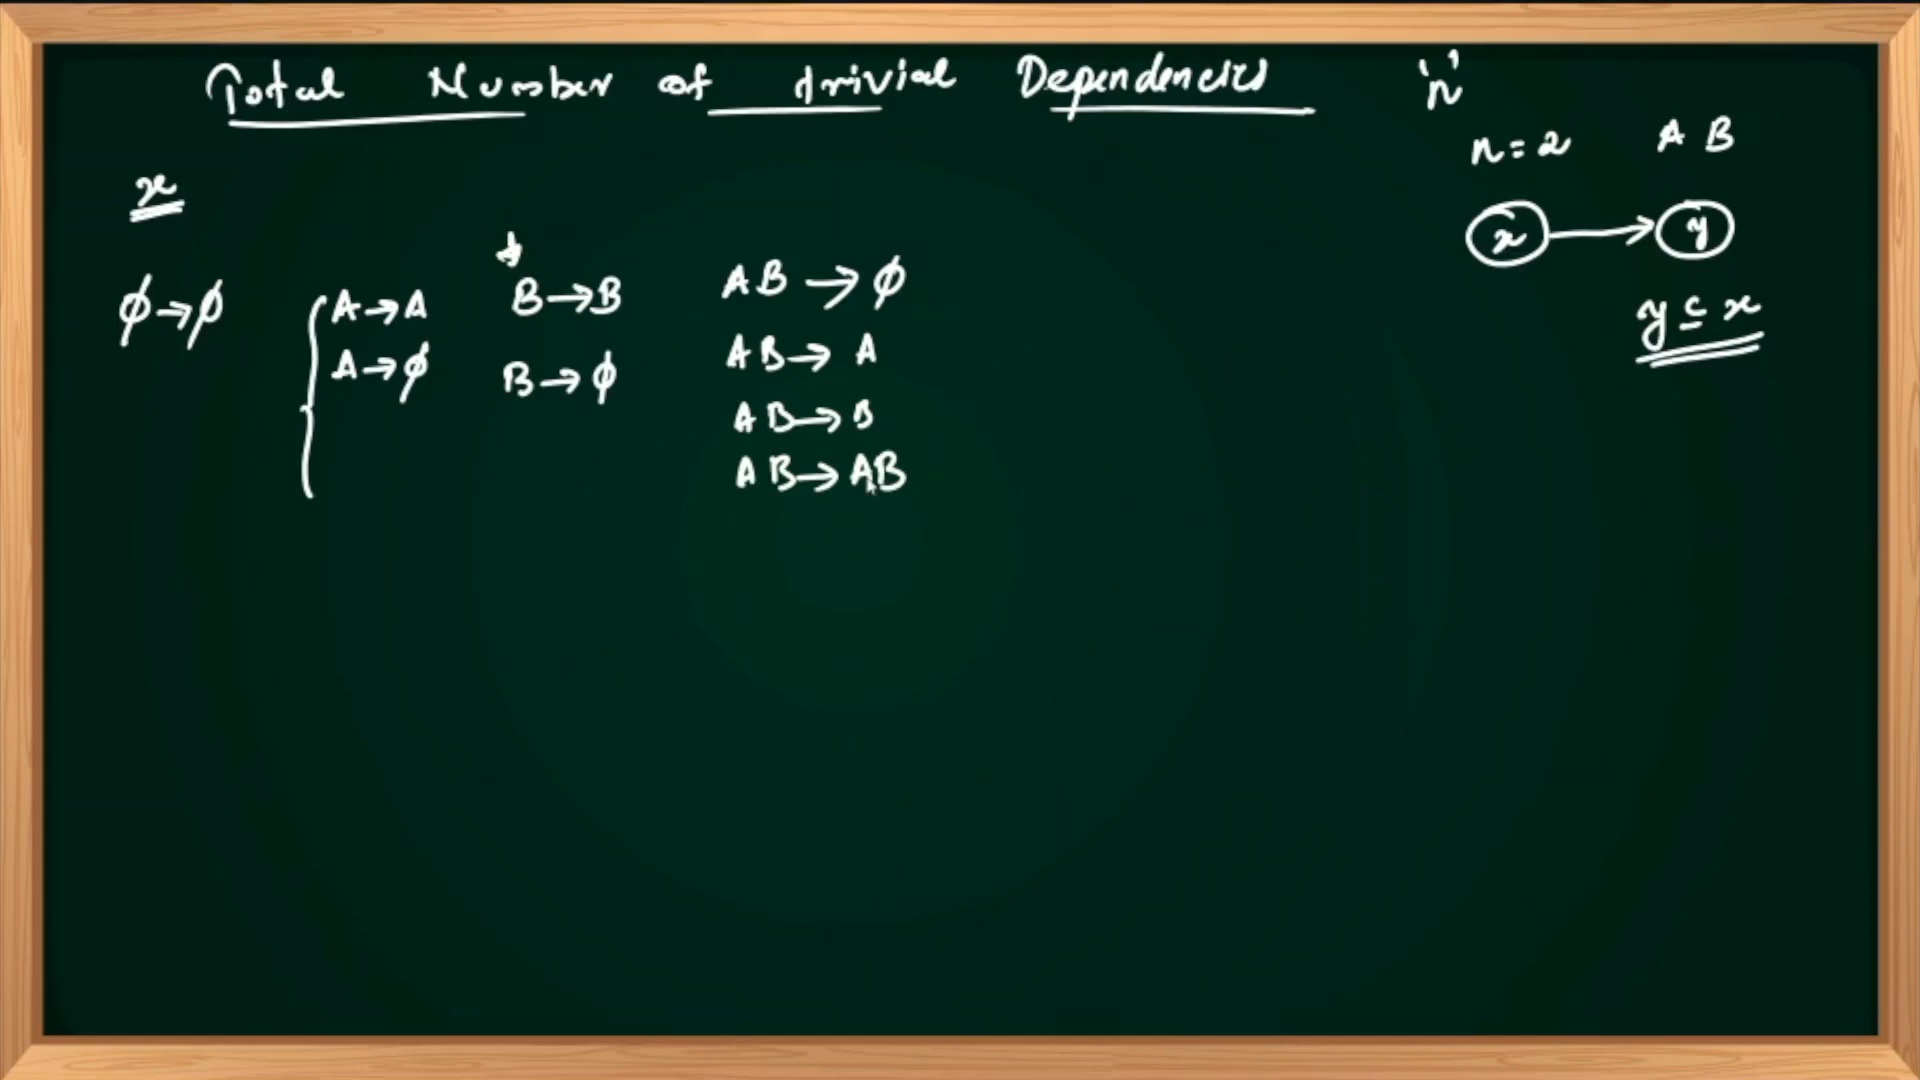 Total Number of trivial Dependencies 'n'
n = 2 A B
x
x → y
y ⊆ x
ϕ → ϕ
A → A
A → ϕ
B → B
B → ϕ
AB → ϕ
AB → A
AB → B
AB → AB